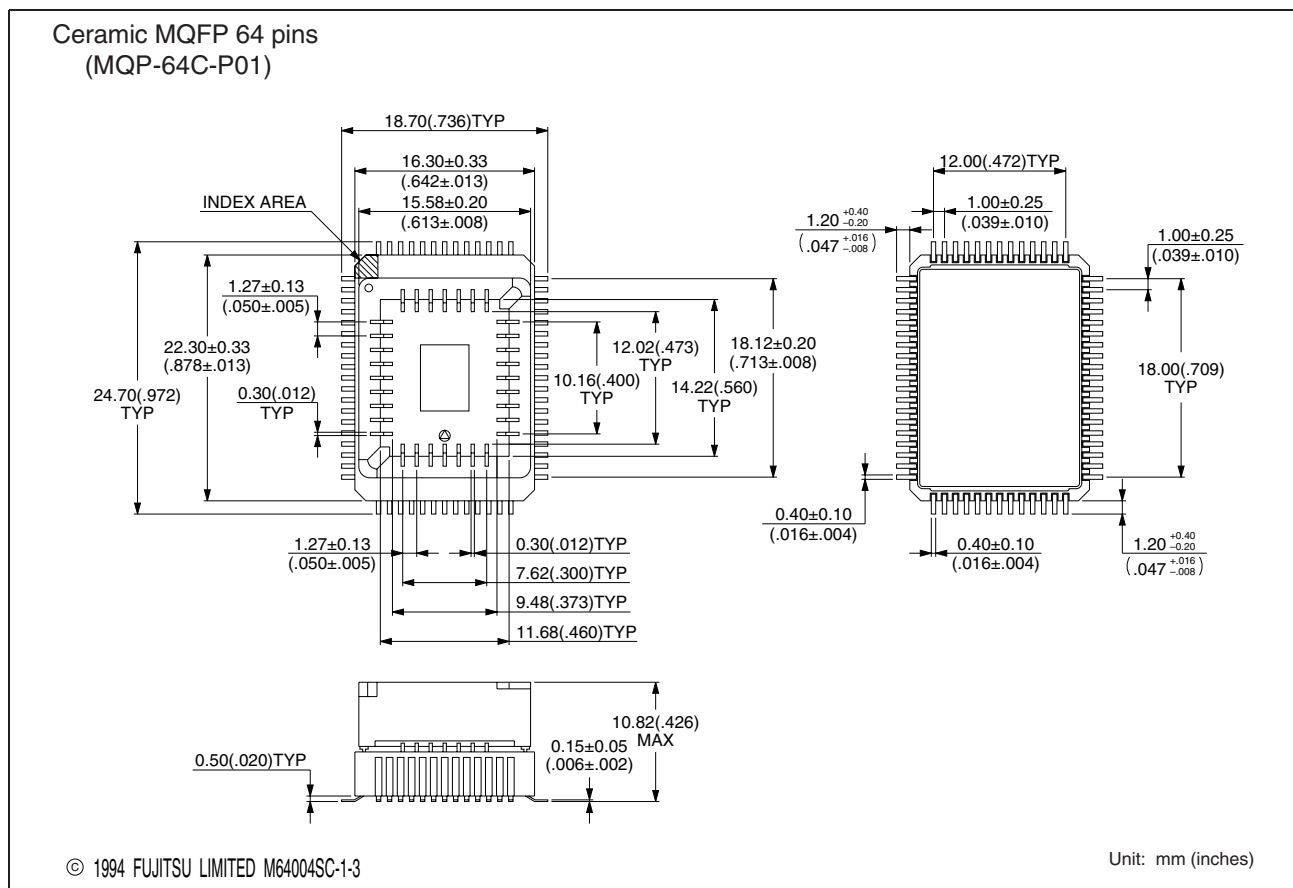 Ceramic MQFP 64 pins
(MQP-64C-P01)
18.70(.736)TYP
16.30±0.33
(.642±.013)
15.58±0.20
(.613±.008)
INDEX AREA
1.27±0.13
(.050±.005)
22.30±0.33
(.878±.013)
24.70(.972)
TYP
0.30(.012)
TYP
12.02(.473)
TYP
10.16(.400)
TYP
14.22(.560)
TYP
18.12±0.20
(.713±.008)
1.27±0.13
(.050±.005)
0.30(.012)TYP
7.62(.300)TYP
9.48(.373)TYP
11.68(.460)TYP
12.00(.472)TYP
1.00±0.25
(.039±.010)
1.20 +0.40 -0.20
(.047 +.016 -.008)
1.00±0.25
(.039±.010)
18.00(.709)
TYP
0.40±0.10
(.016±.004)
0.40±0.10
(.016±.004)
1.20 +0.40 -0.20
(.047 +.016 -.008)
10.82(.426)
MAX
0.50(.020)TYP
0.15±0.05
(.006±.002)
© 1994 FUJITSU LIMITED M64004SC-1-3
Unit: mm (inches)